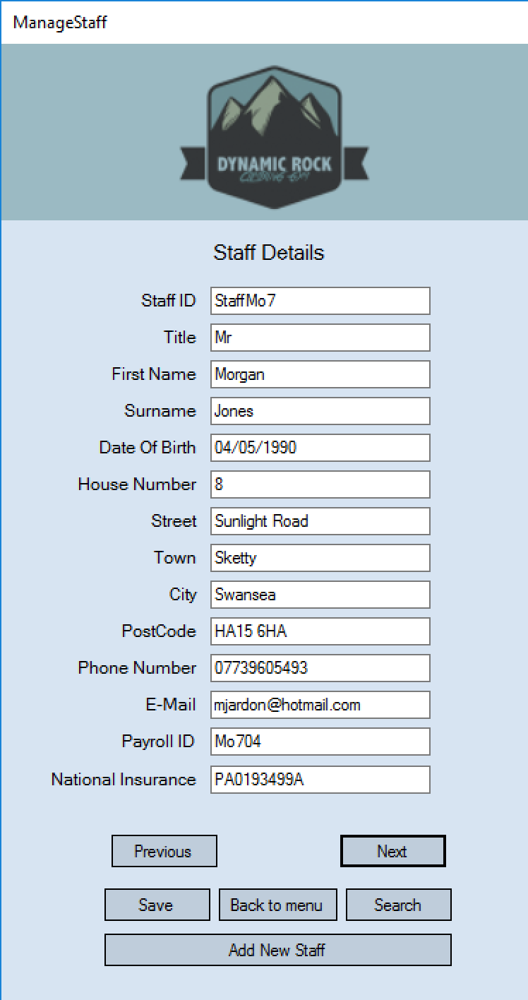 ManageStaff
DYNAMIC ROCK
CLIMBING GYM
Staff Details
Staff ID StaffMo7
Title Mr
First Name Morgan
Surname Jones
Date Of Birth 04/05/1990
House Number 8
Street Sunlight Road
Town Sketty
City Swansea
PostCode HA15 6HA
Phone Number 07739605493
E-Mail mjardon@hotmail.com
Payroll ID Mo704
National Insurance PA0193499A
Previous Next
Save Back to menu Search
Add New Staff